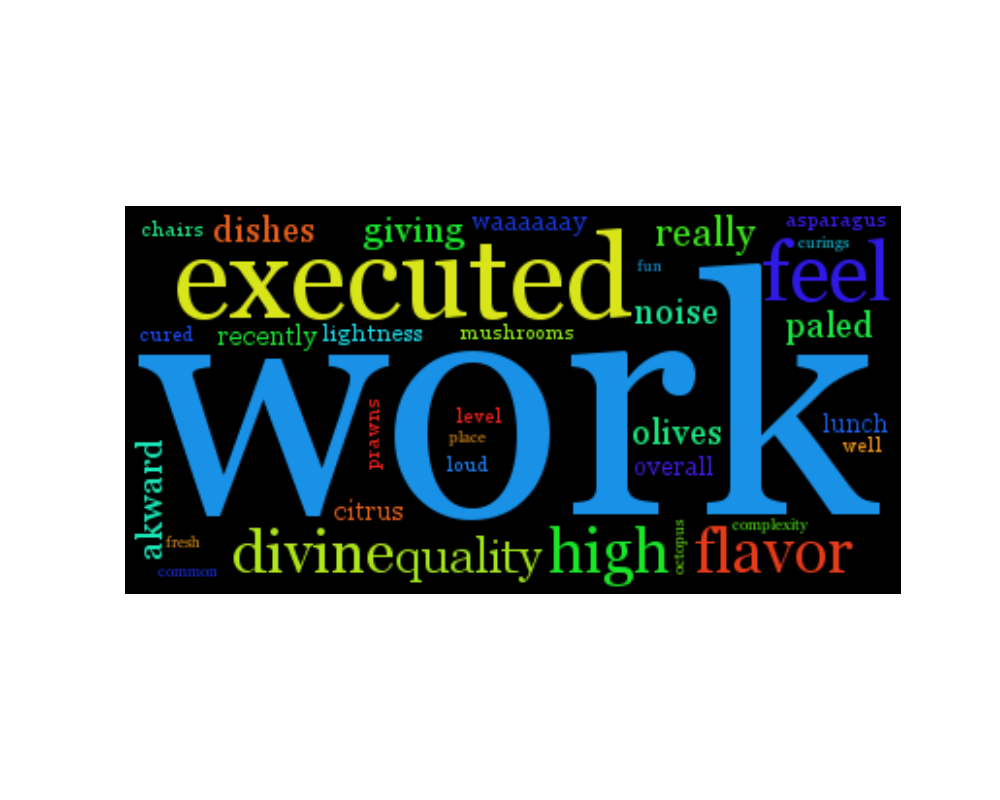 chairs
dishes
giving
waaaaaay
really
asparagus
curings
executed
fun
feel
noise
paled
cured
recently
lightness
mushrooms
work
prawns
level
place
loud
olives
overall
lunch
well
akward
citrus
fresh
common
divine
quality
high
octopus
flavor
complexity